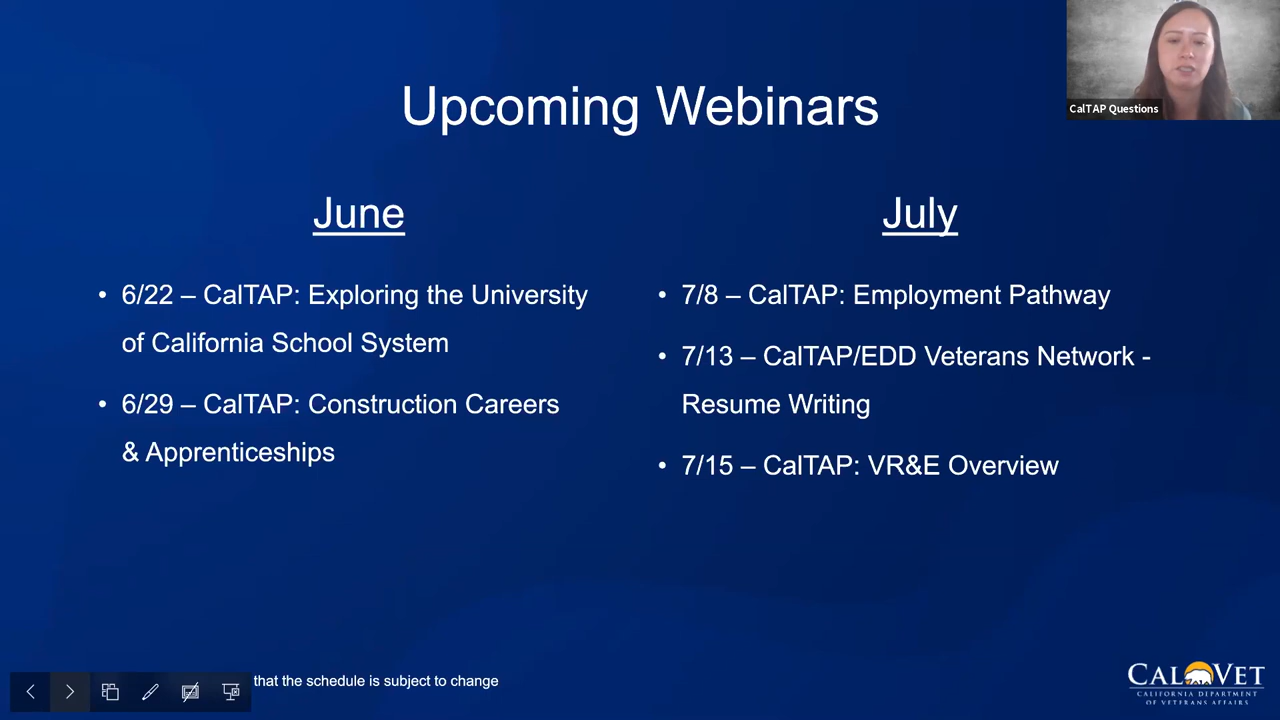 CalTAP Questions
Upcoming Webinars
June
• 6/22 – CalTAP: Exploring the University
of California School System
• 6/29 – CalTAP: Construction Careers
& Apprenticeships
July
• 7/8 – CalTAP: Employment Pathway
• 7/13 – CalTAP/EDD Veterans Network -
Resume Writing
• 7/15 – CalTAP: VR&E Overview
that the schedule is subject to change
CALVET
CALIFORNIA DEPARTMENT
OF VETERANS AFFAIRS